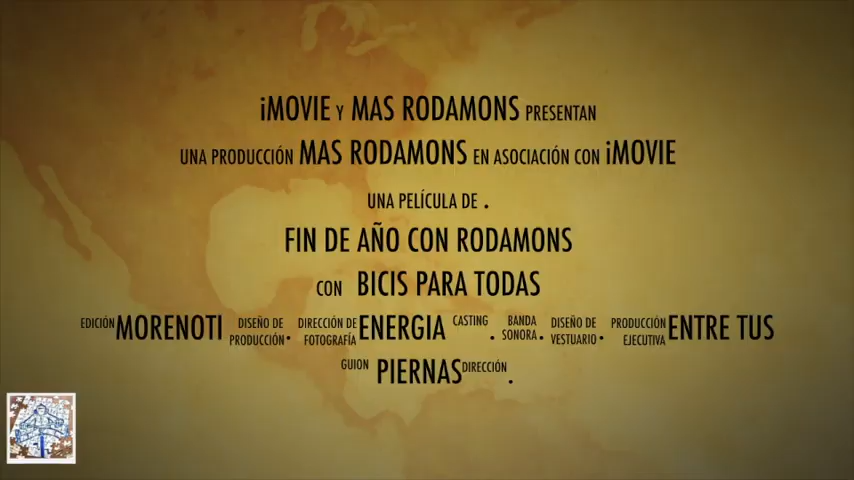 iMOVIE Y MAS RODAMONS PRESENTAN
UNA PRODUCCIÓN MAS RODAMONS EN ASOCIACIÓN CON iMOVIE
UNA PELÍCULA DE .
FIN DE AÑO CON RODAMONS
CON BICIS PARA TODAS
EDICIÓN MORENOTI DISEÑO DE PRODUCCIÓN . DIRECCIÓN DE FOTOGRAFÍA ENERGIA CASTING . BANDA SONORA . DISEÑO DE VESTUARIO . PRODUCCIÓN EJECUTIVA ENTRE TUS
GUION PIERNAS DIRECCIÓN .